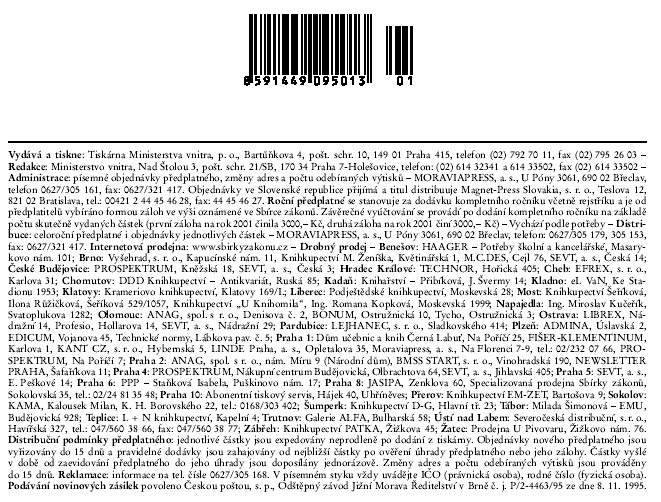 8591449095013 01
Vydává a tiskne: Tiskárna Ministerstva vnitra, p. o., Bartůňkova 4, pošt. schr. 10, 149 01 Praha 415, telefon (02) 792 70 11, fax (02) 795 26 03 –
Redakce: Ministerstvo vnitra, Nad Štolou 3, pošt. schr. 21/SB, 170 34 Praha 7-Holešovice, telefon: (02) 614 32341 a 614 33502, fax (02) 614 33502 –
Administrace: písemné objednávky předplatného, změny adres a počtu odebíraných výtisků – MORAVIAPRESS, a. s., U Póny 3061, 690 02 Břeclav,
telefon 0627/305 161, fax: 0627/321 417. Objednávky ve Slovenské republice přijímá a titul distribuuje Magnet-Press Slovakia, s. r. o., Teslova 12,
821 02 Bratislava, tel.: 00421 2 44 45 46 28, fax: 44 45 46 27. Roční předplatné se stanovuje za dodávku kompletního ročníku včetně rejstříku a je od
předplatitelů vybíráno formou záloh ve výši oznámené ve Sbírce zákonů. Závěrečné vyúčtování se provádí po dodání kompletního ročníku na základě
počtu skutečně vydaných částek (první záloha na rok 2001 činila 3000,– Kč, druhá záloha na rok 2001 činí 3000,– Kč) – Vychází podle potřeby – Distri-
buce: celoroční předplatné i objednávky jednotlivých částek – MORAVIAPRESS, a. s., U Póny 3061, 690 02 Břeclav, telefon: 0627/305 179, 305 153,
fax: 0627/321 417. Internetová prodejna: www.sbirkyzakonu.cz – Drobný prodej – Benešov: HAAGER – Potřeby školní a kancelářské, Masary-
kovo nám. 101; Brno: Vyšehrad, s. r. o., Kapucínské nám. 11, Knihkupectví M. Ženíška, Květinářská 1, M.C.DES, Cejl 76, SEVT, a. s., Česká 14;
České Budějovice: PROSPEKTRUM, Kněžská 18, SEVT, a. s., Česká 3; Hradec Králové: TECHNOR, Hořická 405; Cheb: EFREX, s. r. o.,
Karlova 31; Chomutov: DDD Knihkupectví – Antikvariát, Ruská 85; Kadaň: Knihařství – Přibíková, J. Švermy 14; Kladno: eL VaN, Ke Sta-
dionu 1953; Klatovy: Krameriovo knihkupectví, Klatovy 169/I.; Liberec: Podještědské knihkupectví, Moskevská 28; Most: Knihkupectví Šeříková,
Ilona Růžičková, Šeříková 529/1057, Knihkupectví „U Knihomila“, Ing. Romana Kopková, Moskevská 1999; Napajedla: Ing. Miroslav Kučeřík,
Svatoplukova 1282; Olomouc: ANAG, spol. s r. o., Denisova č. 2, BONUM, Ostružnická 10, Tycho, Ostružnická 3; Ostrava: LIBREX, Ná-
dražní 14, Profesio, Hollarova 14, SEVT, a. s., Nádražní 29; Pardubice: LEJHANEC, s. r. o., Sladkovského 414; Plzeň: ADMINA, Úslavská 2,
EDICUM, Vojanova 45, Technické normy, Lábkova pav. č. 5; Praha 1: Dům učebnic a knih Černá Labuť, Na Poříčí 25, FIŠER-KLEMENTINUM,
Karlova 1, KANT CZ, s. r. o., Hybernská 5, LINDE Praha, a. s., Opletalova 35, Moraviapress, a. s., Na Florenci 7-9, tel.: 02/232 07 66, PRO-
SPEKTRUM, Na Poříčí 7; Praha 2: ANAG, spol. s r. o., nám. Míru 9 (Národní dům), BMSS START, s. r. o., Vinohradská 190, NEWSLETTER
PRAHA, Šafaříkova 11; Praha 4: PROSPEKTRUM, Nákupní centrum Budějovická, Olbrachtova 64, SEVT, a. s., Jihlavská 405; Praha 5: SEVT, a. s.,
E. Peškové 14; Praha 6: PPP – Staňková Isabela, Puškinovo nám. 17; Praha 8: JASIPA, Zenklova 60, Specializovaná prodejna Sbírky zákonů,
Sokolovská 35, tel.: 02/24 81 35 48; Praha 10: Abonentní tiskový servis, Hájek 40, Uhříněves; Přerov: Knihkupectví EM-ZET, Bartošova 9; Sokolov:
KAMA, Kalousek Milan, K. H. Borovského 22, tel.: 0168/303 402; Šumperk: Knihkupectví D-G, Hlavní tř. 23; Tábor: Milada Šimonová – EMU,
Budějovická 928; Teplice: L + N knihkupectví, Kapelní 4; Trutnov: Galerie ALFA, Bulharská 58; Ústí nad Labem: Severočeská distribuční, s. r. o.,
Havířská 327, tel.: 047/560 38 66, fax: 047/560 38 77; Zábřeh: Knihkupectví PATKA, Žižkova 45; Žatec: Prodejna U Pivovaru, Žižkovo nám. 76.
Distribuční podmínky předplatného: jednotlivé částky jsou expedovány neprodleně po dodání z tiskárny. Objednávky nového předplatného jsou
vyřizovány do 15 dnů a pravidelné dodávky jsou zahajovány od nejbližší částky po ověření úhrady předplatného nebo jeho zálohy. Částky vyšlé
v době od zaevidování předplatného do jeho úhrady jsou doposílány jednorázově. Změny adres a počtu odebíraných výtisků jsou prováděny
do 15 dnů. Reklamace: informace na tel. čísle 0627/305 168. V písemném styku vždy uvádějte IČO (právnická osoba), rodné číslo (fyzická osoba).
Podávání novinových zásilek povoleno Českou poštou, s. p., Odštěpný závod Jižní Morava Ředitelství v Brně č. j. P/2-4463/95 ze dne 8. 11. 1995.